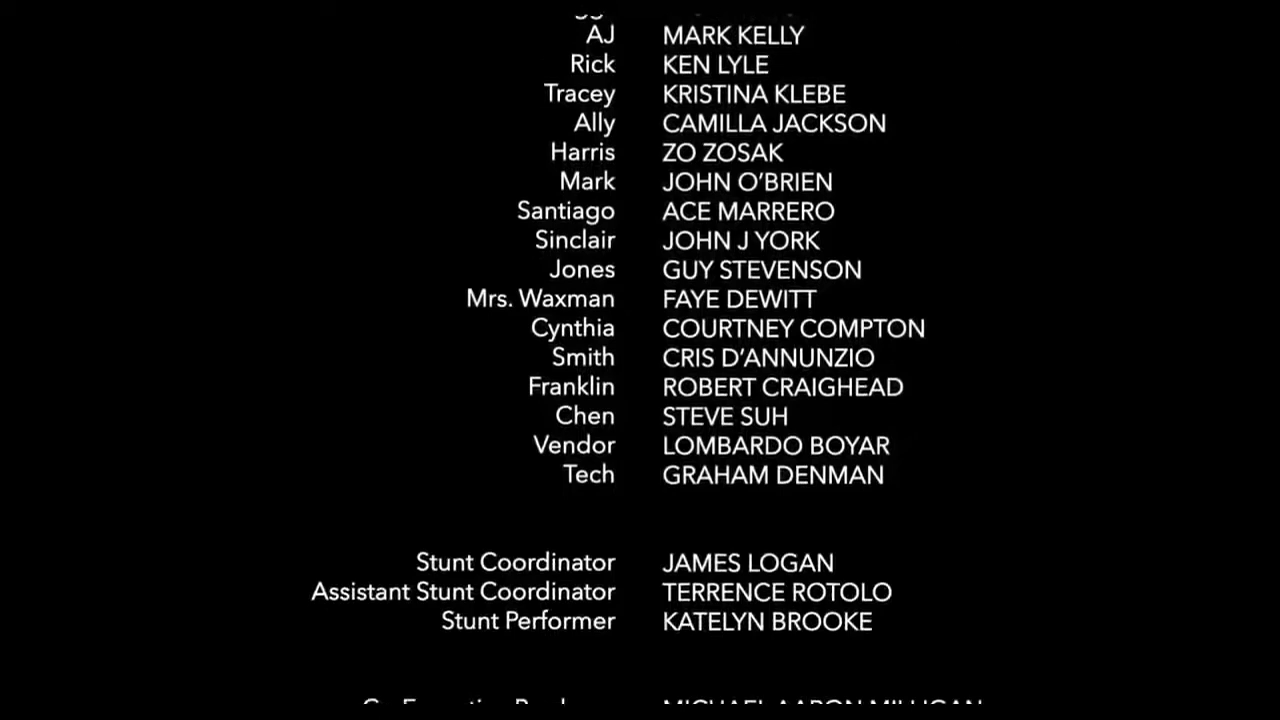 AJ MARK KELLY
Rick KEN LYLE
Tracey KRISTINA KLEBE
Ally CAMILLA JACKSON
Harris ZO ZOSAK
Mark JOHN O’BRIEN
Santiago ACE MARRERO
Sinclair JOHN J YORK
Jones GUY STEVENSON
Mrs. Waxman FAYE DEWITT
Cynthia COURTNEY COMPTON
Smith CRIS D’ANNUNZIO
Franklin ROBERT CRAIGHEAD
Chen STEVE SUH
Vendor LOMBARDO BOYAR
Tech GRAHAM DENMAN
Stunt Coordinator JAMES LOGAN
Assistant Stunt Coordinator TERRENCE ROTOLO
Stunt Performer KATELYN BROOKE
MICHAEL AARON MILLIGAN